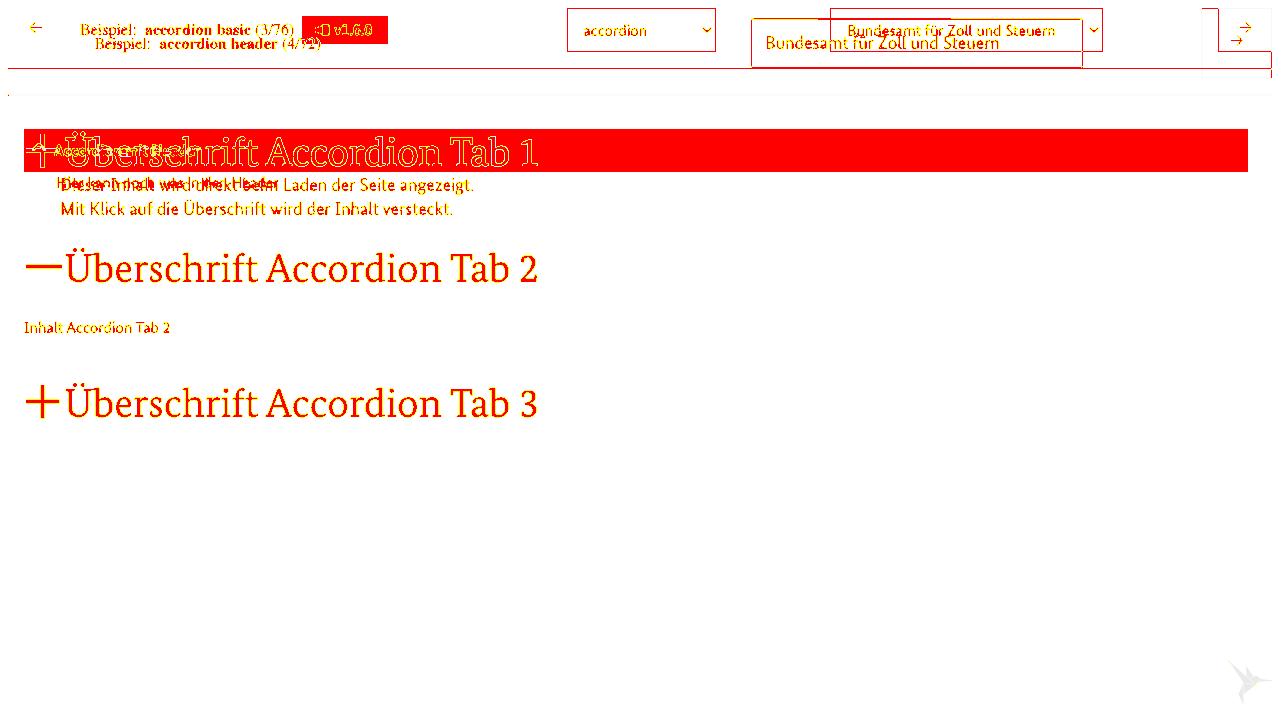 Beispiel: accordion basic (3/76) v1.6.0
accordion
Bundesamt für Zoll und Steuern
Beispiel: accordion header (4/92)
Bundesamt für Zoll und Steuern
Überschrift Accordion Tab 1
Hier kann noch was in den Header
Dieser Inhalt wird direkt beim Laden der Seite angezeigt.
Mit Klick auf die Überschrift wird der Inhalt versteckt.
Überschrift Accordion Tab 2
Inhalt Accordion Tab 2
Überschrift Accordion Tab 3